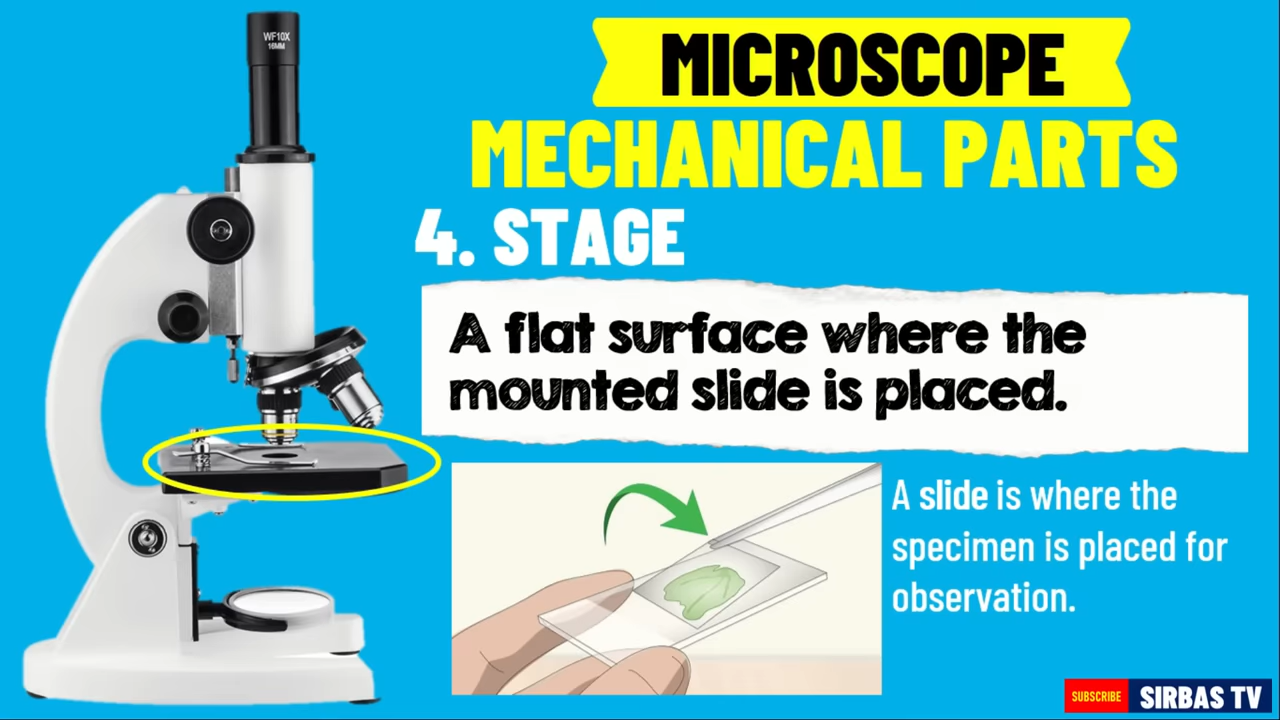 WF10X
16MM
MICROSCOPE
MECHANICAL PARTS
4. STAGE
A flat surface where the
mounted slide is placed.
A slide is where the
specimen is placed for
observation.
SUBSCRIBE SIRBAS TV